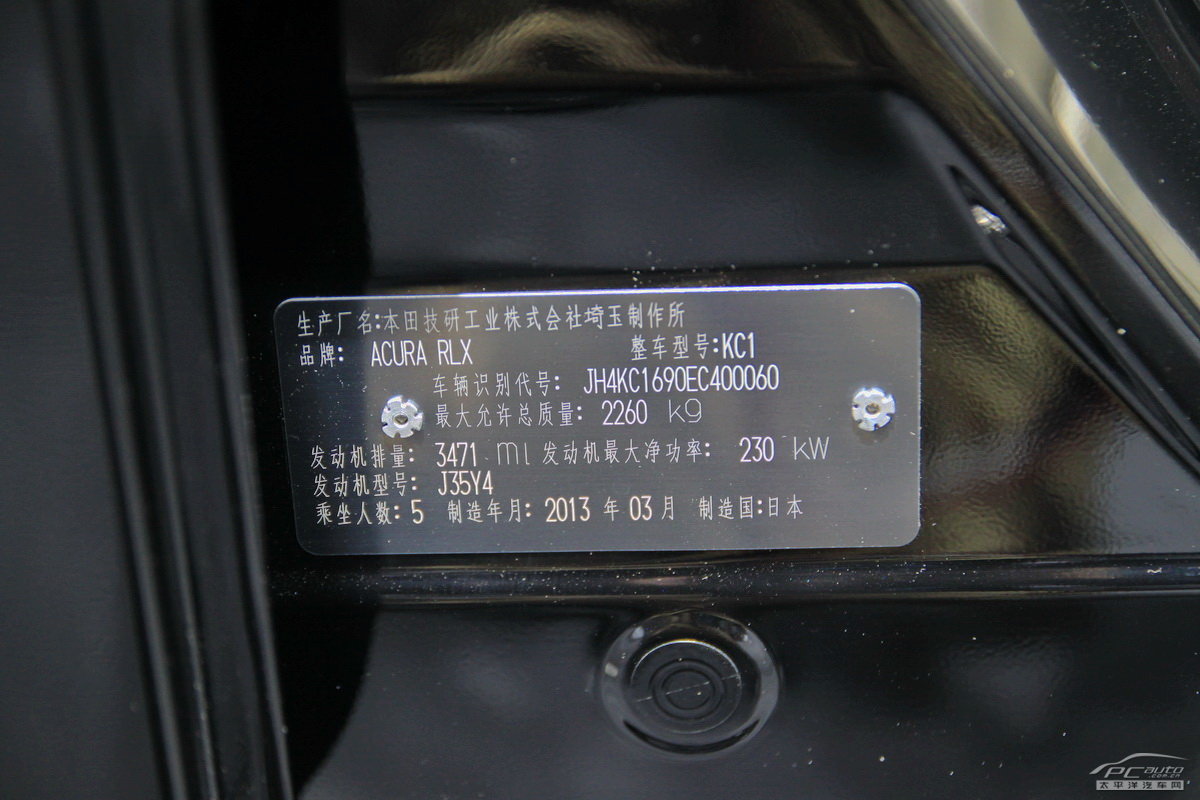 生产厂名:本田技研工业株式会社埼玉制作所
品牌: ACURA RLX 整车型号:KC1
车辆识别代号: JH4KC1690EC400060
最大允许总质量: 2260 kg
发动机排量: 3471 ml 发动机最大净功率: 230 kW
发动机型号: J35Y4
乘坐人数: 5 制造年月: 2013 年 03 月 制造国:日本
PCauto
.com.cn
太平洋汽车网